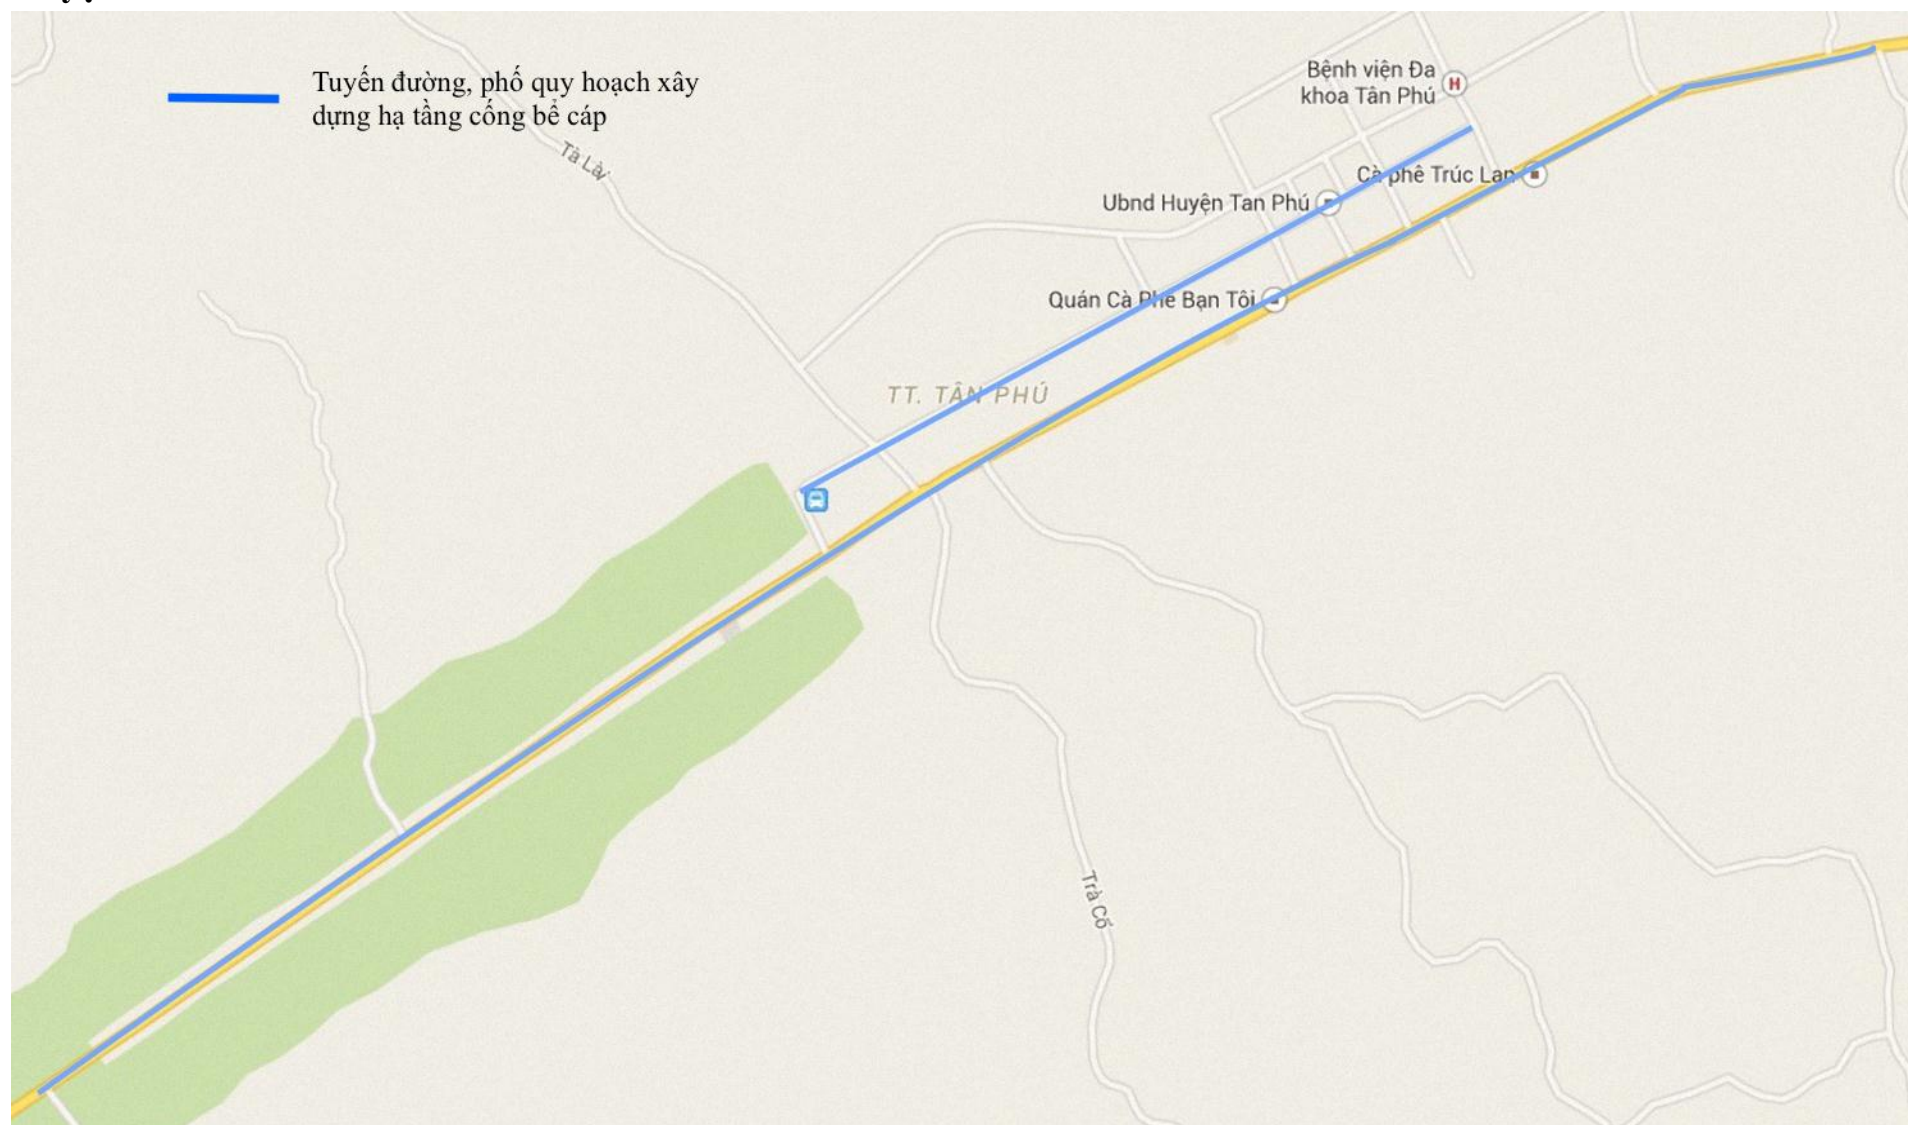 Tuyến đường, phố quy hoạch xây
dựng hạ tầng cống bể cáp
Bệnh viện Đa
khoa Tân Phú
H
Tà Lài
Cà phê Trúc Lan
Ubnd Huyện Tan Phú
Quán Cà Phê Bạn Tôi
TT. TÂN PHÚ
Trà Cổ